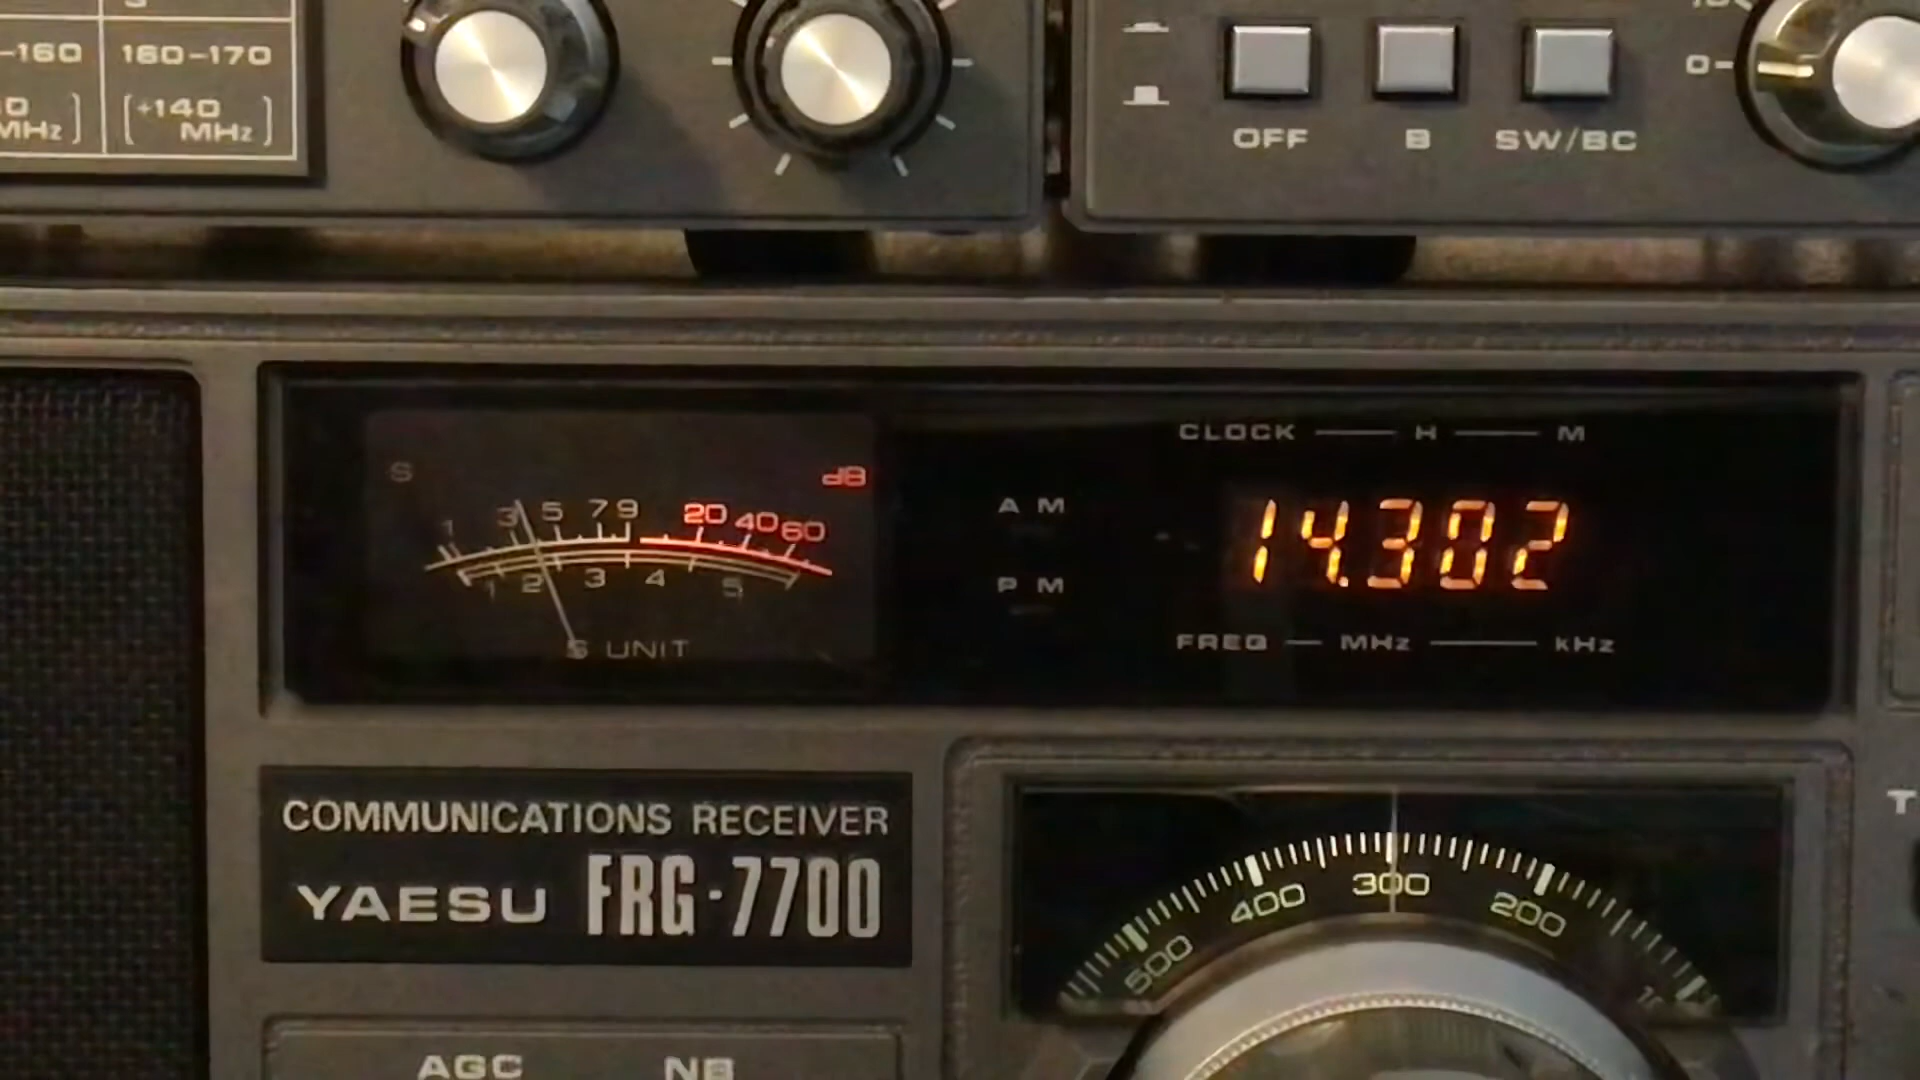 -160 160-170
MHz] [+140 MHz]
10
0-
OFF B SW/BC
CLOCK H M
S dB
1 3 5 7 9 20 40 60
A M
14.302
1 2 3 4 5
P M
S UNIT
FREQ MHz kHz
COMMUNICATIONS RECEIVER
YAESU FRG-7700
500 400 300 200
AGC NB